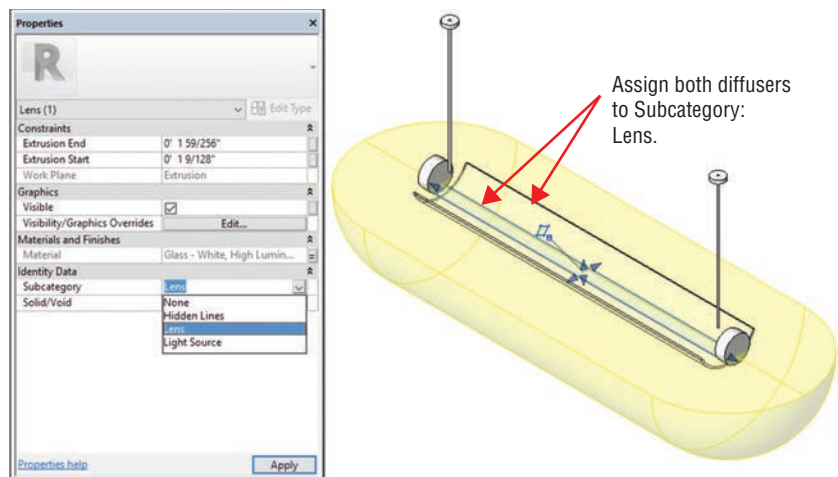 Properties
R
Lens (1)
Edit Type
Constraints
Extrusion End 0' 1 59/256"
Extrusion Start 0' 1 9/128"
Work Plane Extrusion
Graphics
Visible
Visibility/Graphics Overrides Edit...
Materials and Finishes
Material Glass - White, High Lumin...
Identity Data
Subcategory Lens
Solid/Void
None
Hidden Lines
Lens
Light Source
Properties help
Apply
Assign both diffusers
to Subcategory:
Lens.